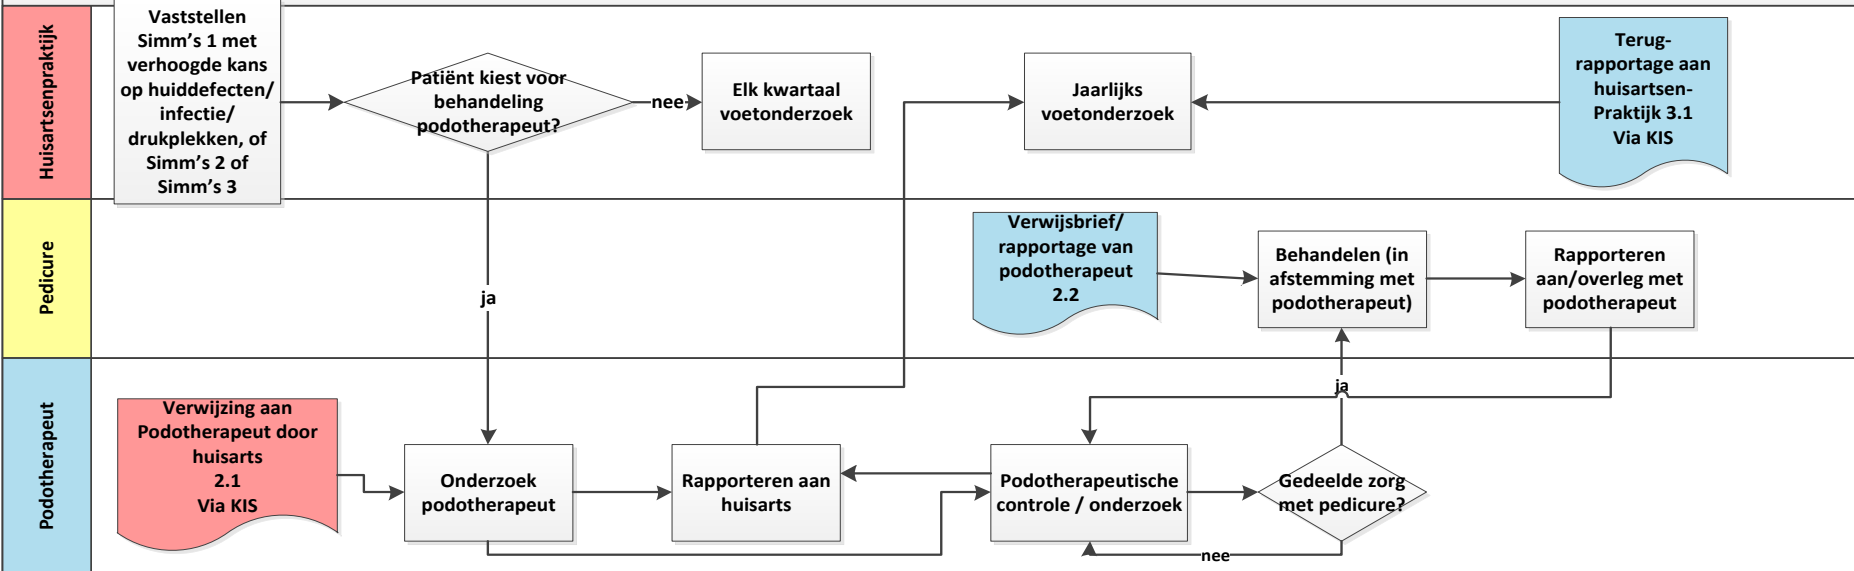 Huisartsenpraktijk
Vaststellen
Simm's 1 met
verhoogde kans
op huiddefecten/
infectie/
drukplekken, of
Simm's 2 of
Simm's 3
Patiënt kiest voor
behandeling
podotherapeut?
nee
Elk kwartaal
voetonderzoek
Jaarlijks
voetonderzoek
Terug-
rapportage aan
huisartsen-
Praktijk 3.1
Via KIS
Pedicure
ja
Verwijsbrief/
rapportage van
podotherapeut
2.2
Behandelen (in
afstemming met
podotherapeut)
Rapporteren
aan/overleg met
podotherapeut
Podotherapeut
Verwijzing aan
Podotherapeut door
huisarts
2.1
Via KIS
Onderzoek
podotherapeut
Rapporteren aan
huisarts
Podotherapeutische
controle / onderzoek
ja
Gedeelde zorg
met pedicure?
nee